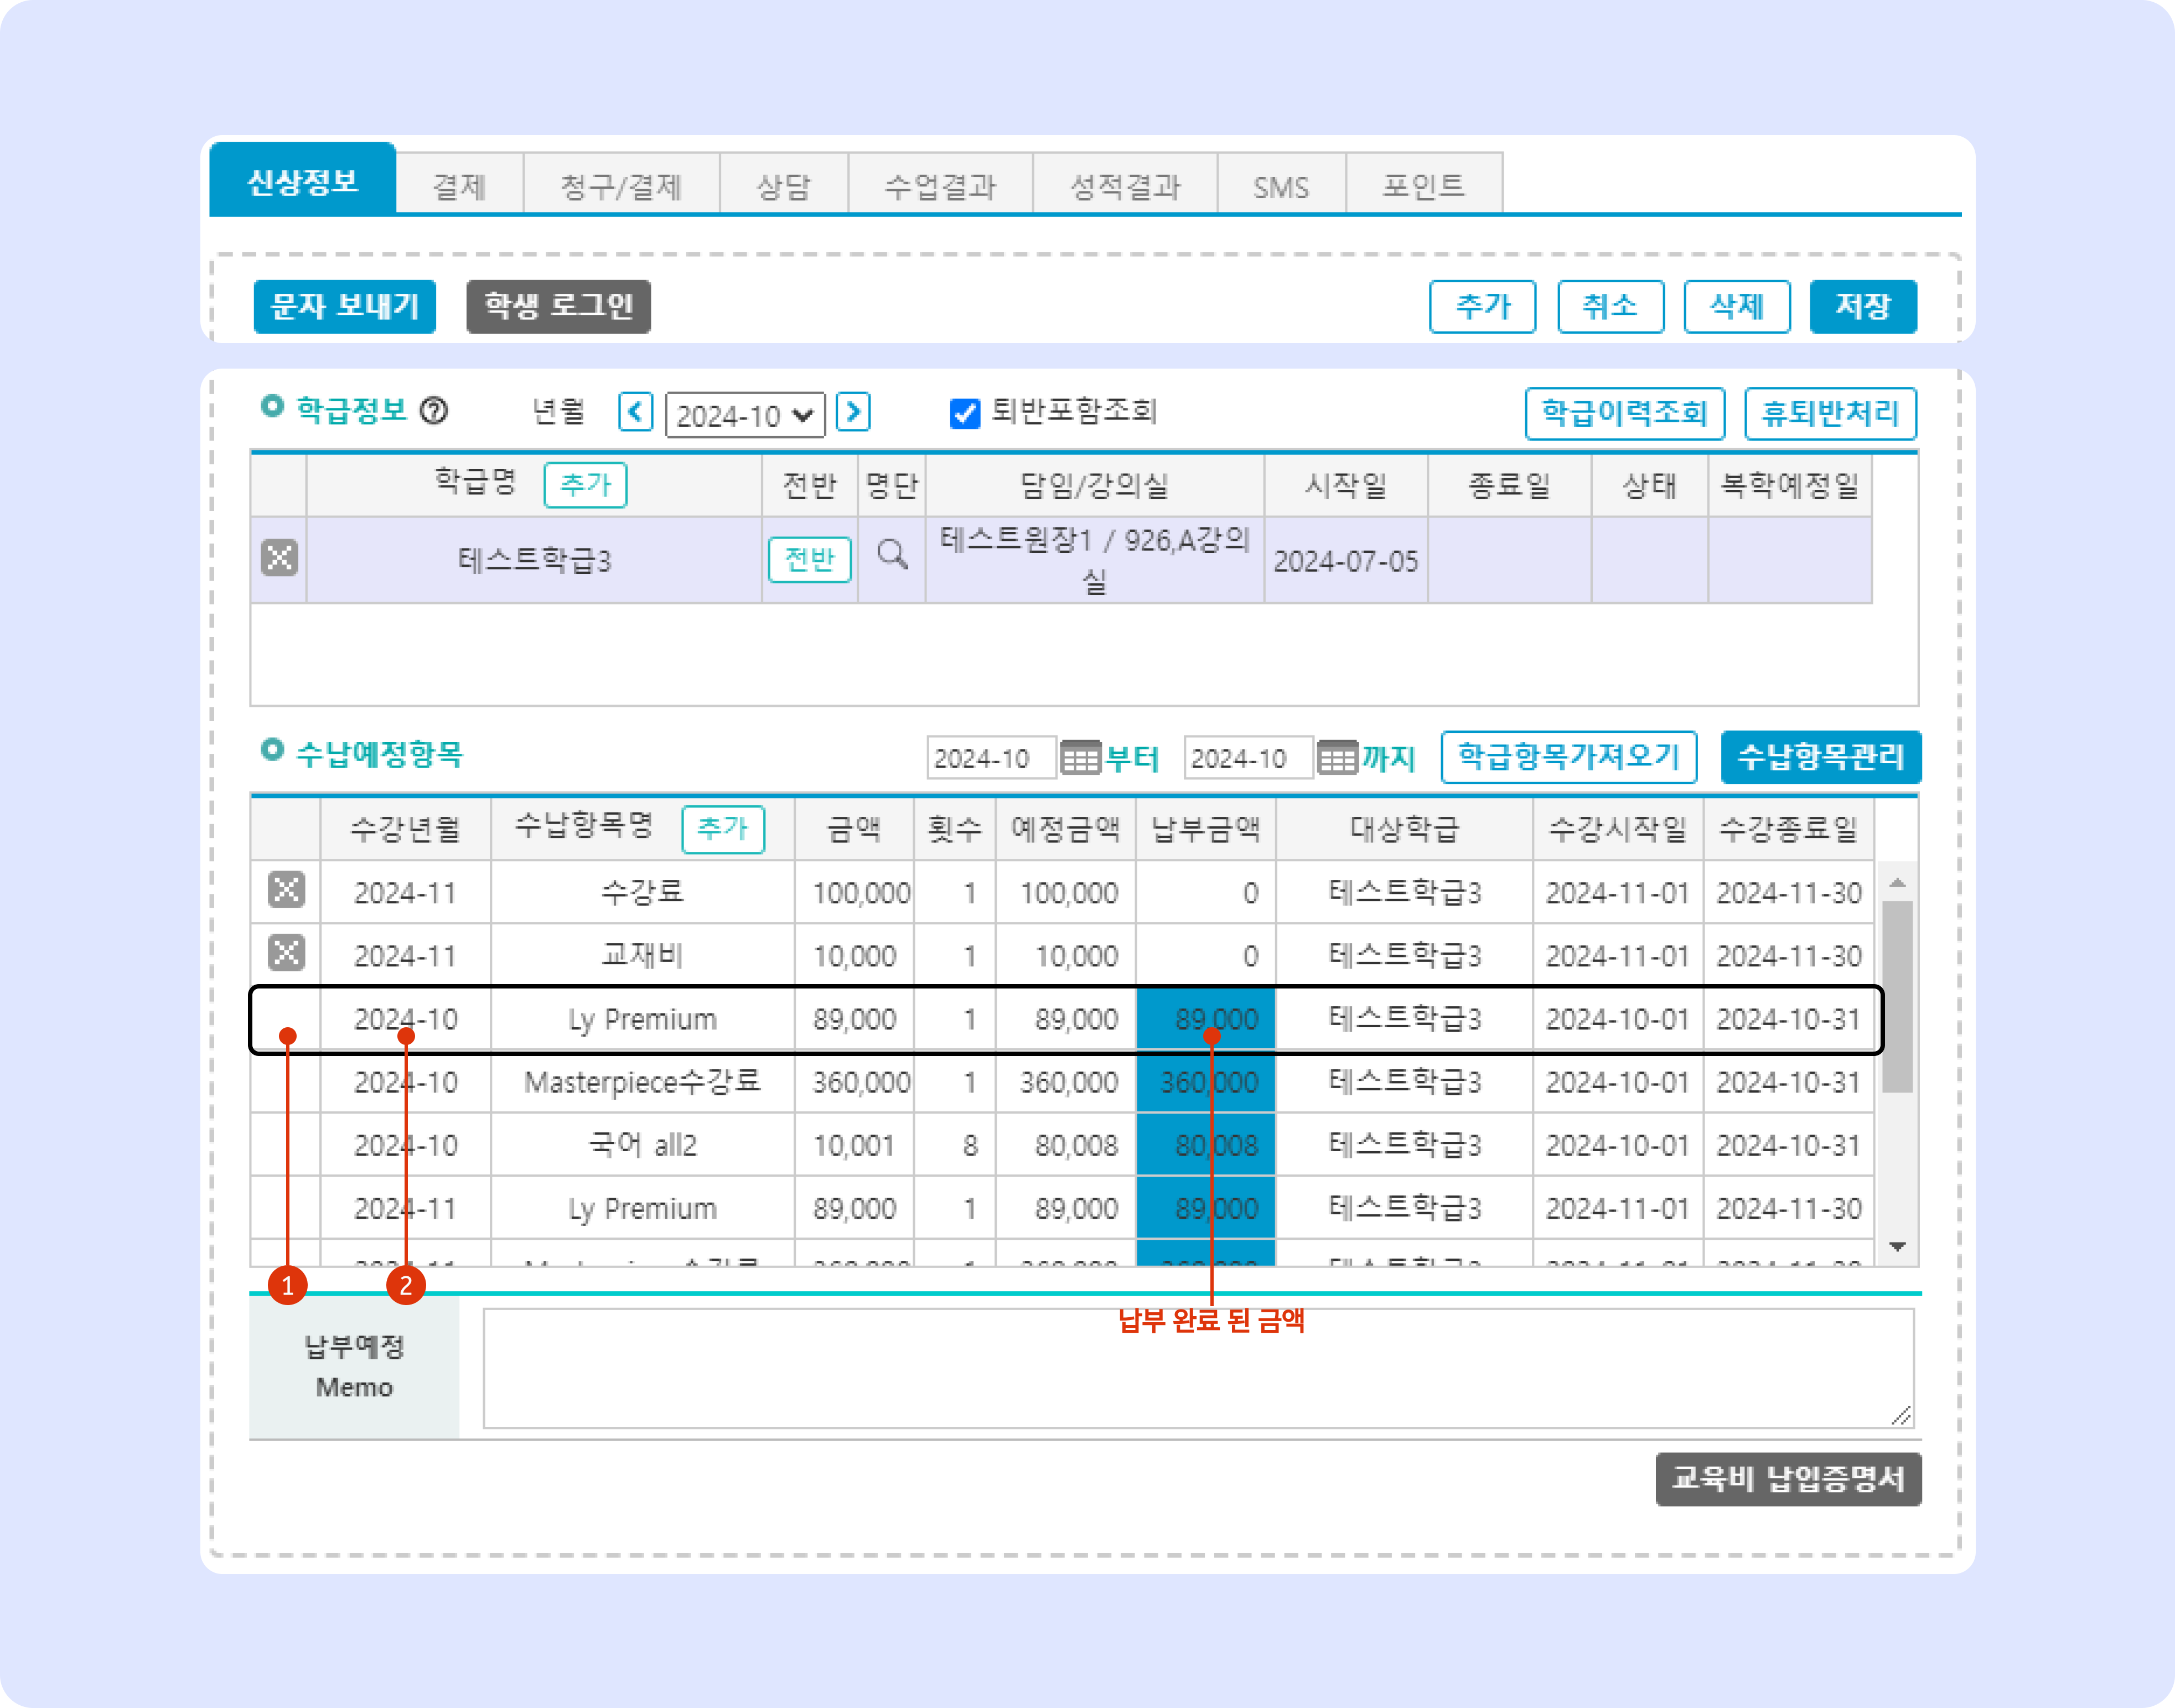 신상정보 결제 청구/결제 상담 수업결과 성적결과 SMS 포인트
문자 보내기 학생 로그인 추가 취소 삭제 저장
학급정보 ? 년월 2024-10 퇴반포함조회 학급이력조회 휴퇴반처리
학급명 추가 전반 명단 담임/강의실 시작일 종료일 상태 복학예정일
테스트학급3 전반 테스트원장1 / 926,A강의실 2024-07-05
수납예정항목 2024-10 부터 2024-10 까지 학급항목가져오기 수납항목관리
수강년월 수납항목명 추가 금액 횟수 예정금액 납부금액 대상학급 수강시작일 수강종료일
2024-11 수강료 100,000 1 100,000 0 테스트학급3 2024-11-01 2024-11-30
2024-11 교재비 10,000 1 10,000 0 테스트학급3 2024-11-01 2024-11-30
2024-10 Ly Premium 89,000 1 89,000 89,000 테스트학급3 2024-10-01 2024-10-31
2024-10 Masterpiece수강료 360,000 1 360,000 360,000 테스트학급3 2024-10-01 2024-10-31
2024-10 국어 all2 10,001 8 80,008 80,008 테스트학급3 2024-10-01 2024-10-31
2024-11 Ly Premium 89,000 1 89,000 89,000 테스트학급3 2024-11-01 2024-11-30
1 2
납부 완료 된 금액
납부예정
Memo
교육비 납입증명서